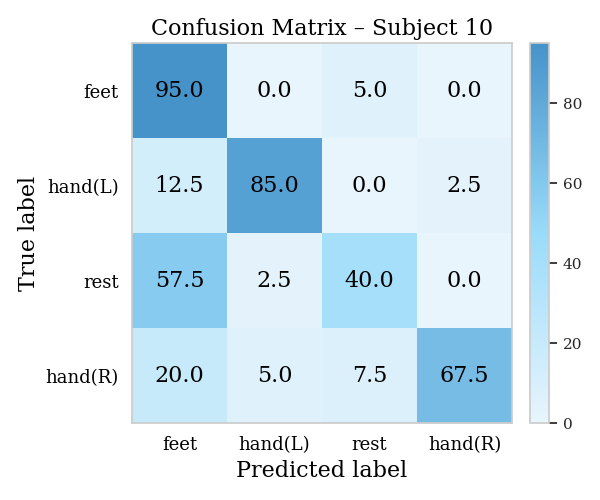 Confusion Matrix – Subject 10
feet 95.0 0.0 5.0 0.0
hand(L) 12.5 85.0 0.0 2.5
rest 57.5 2.5 40.0 0.0
hand(R) 20.0 5.0 7.5 67.5
feet hand(L) rest hand(R)
Predicted label
True label
80
60
40
20
0